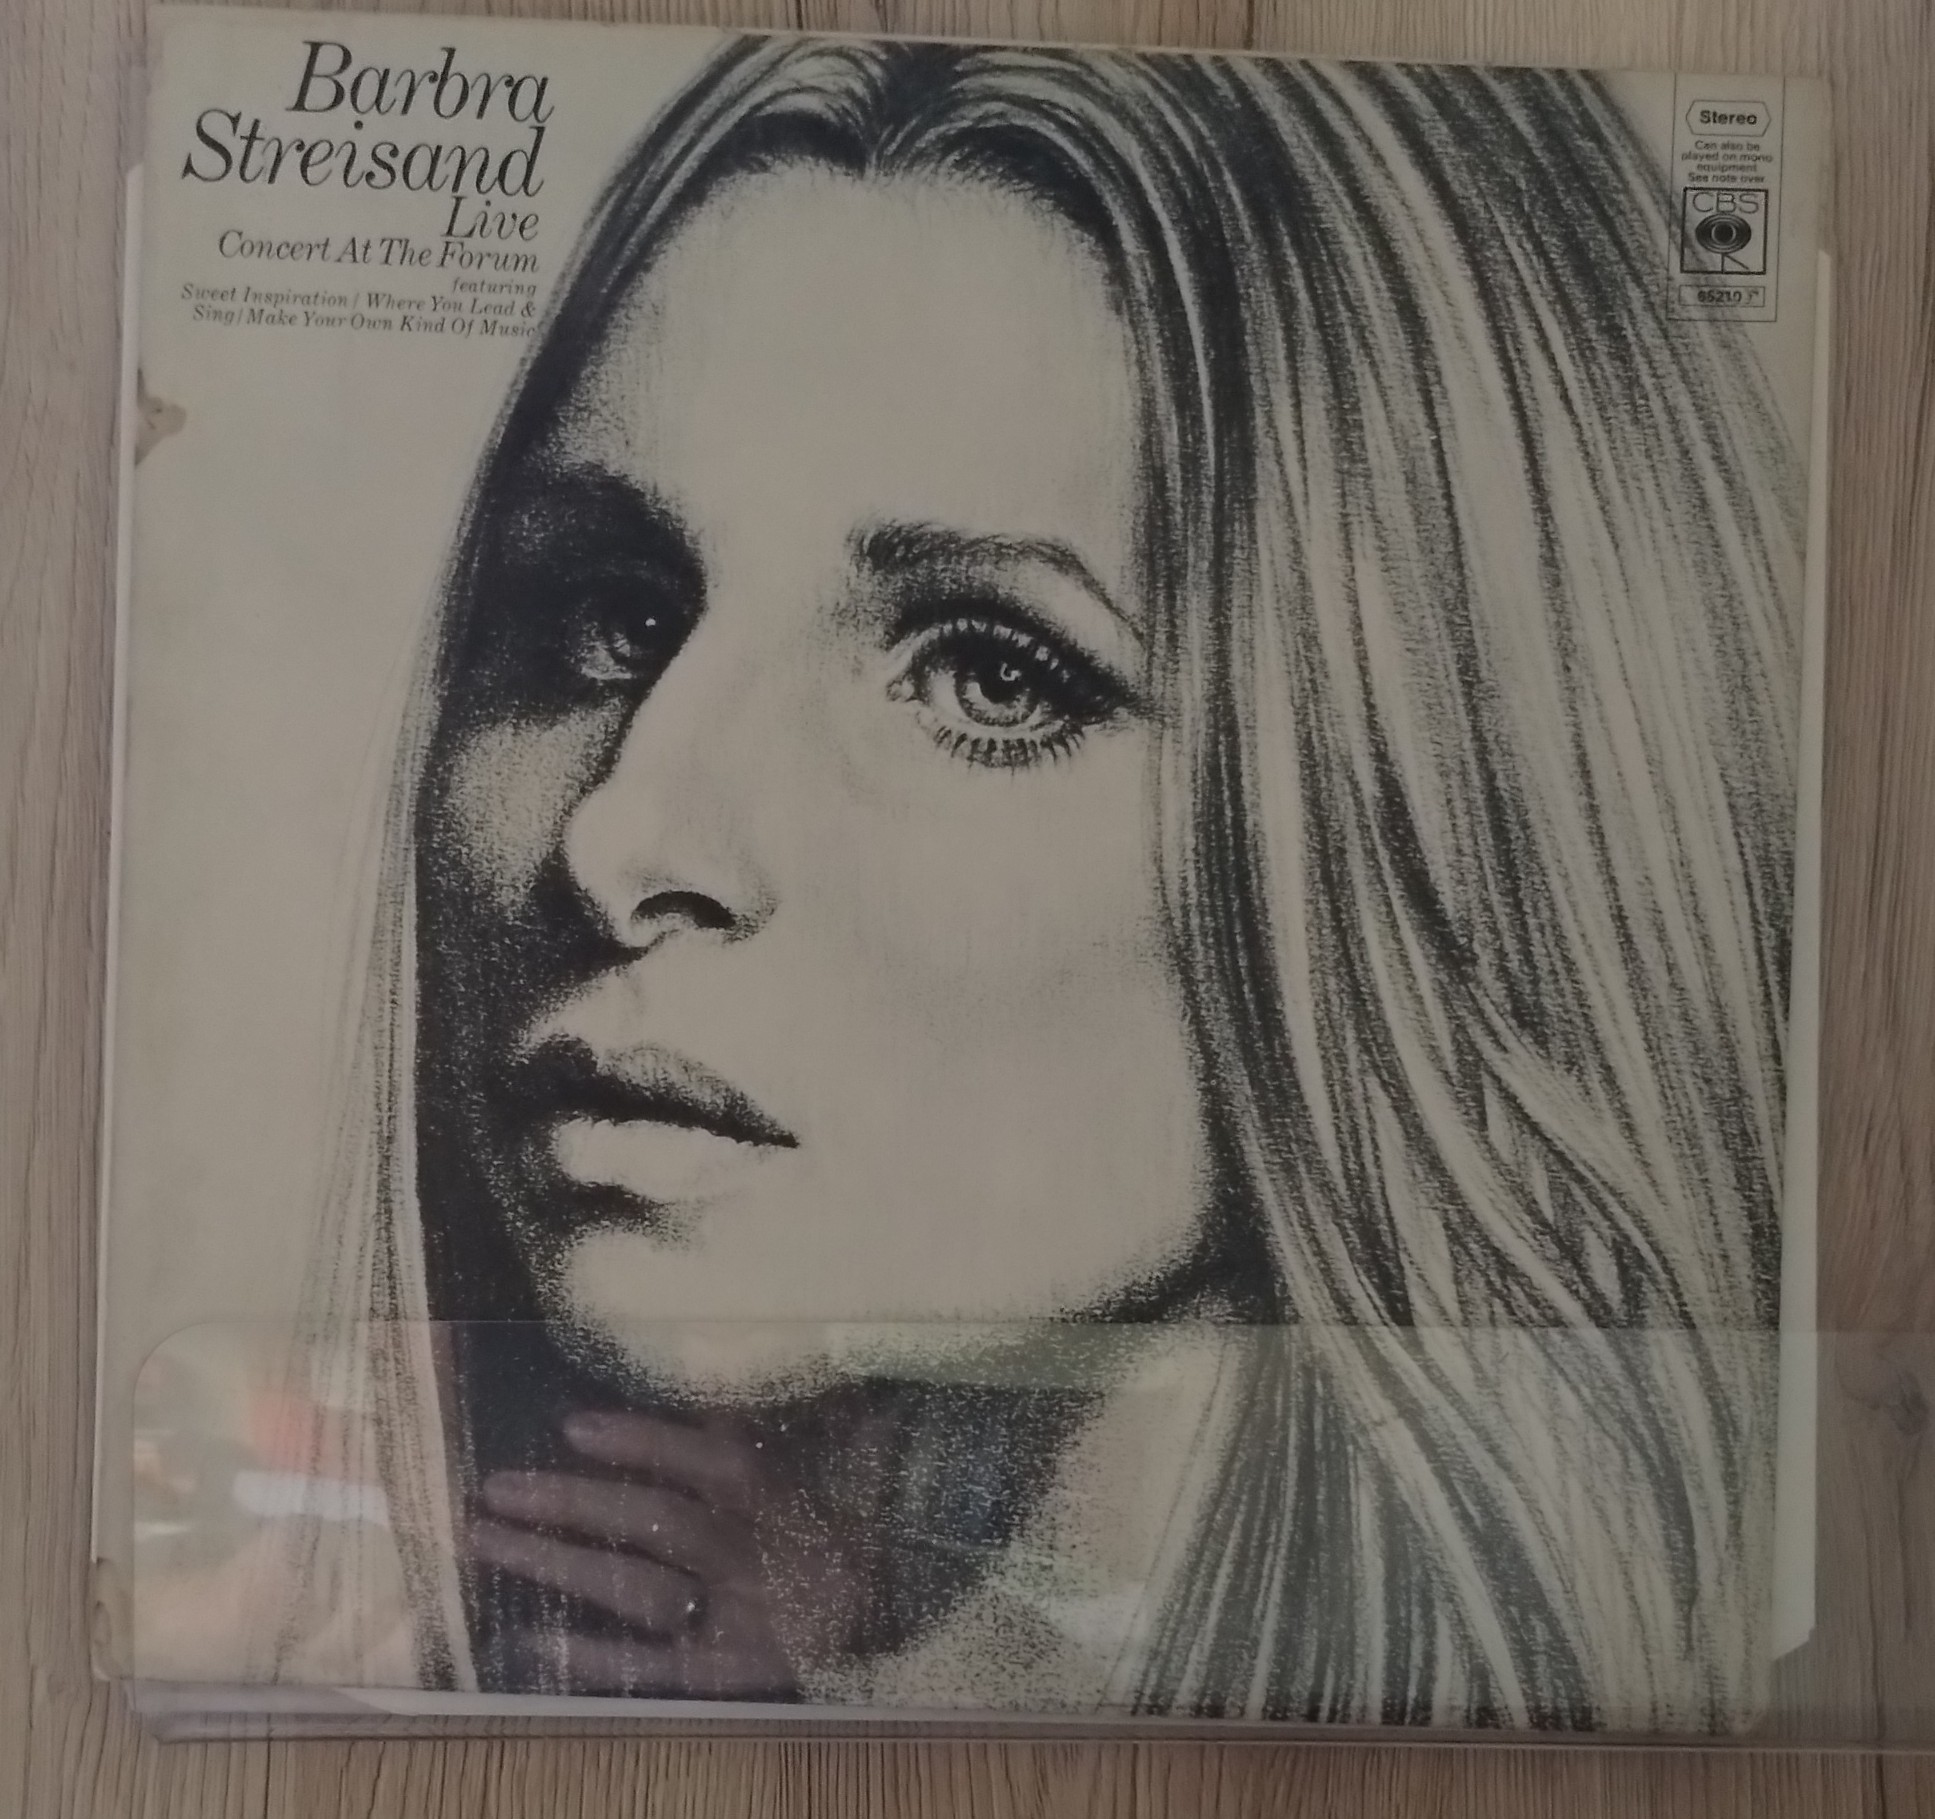 Barbra
Streisand
Live
Concert At The Forum
featuring
Sweet Inspiration / Where You Lead &
Sing / Make Your Own Kind Of Music
Stereo
Can also be
played on mono
equipment
See note over
CBS
65210